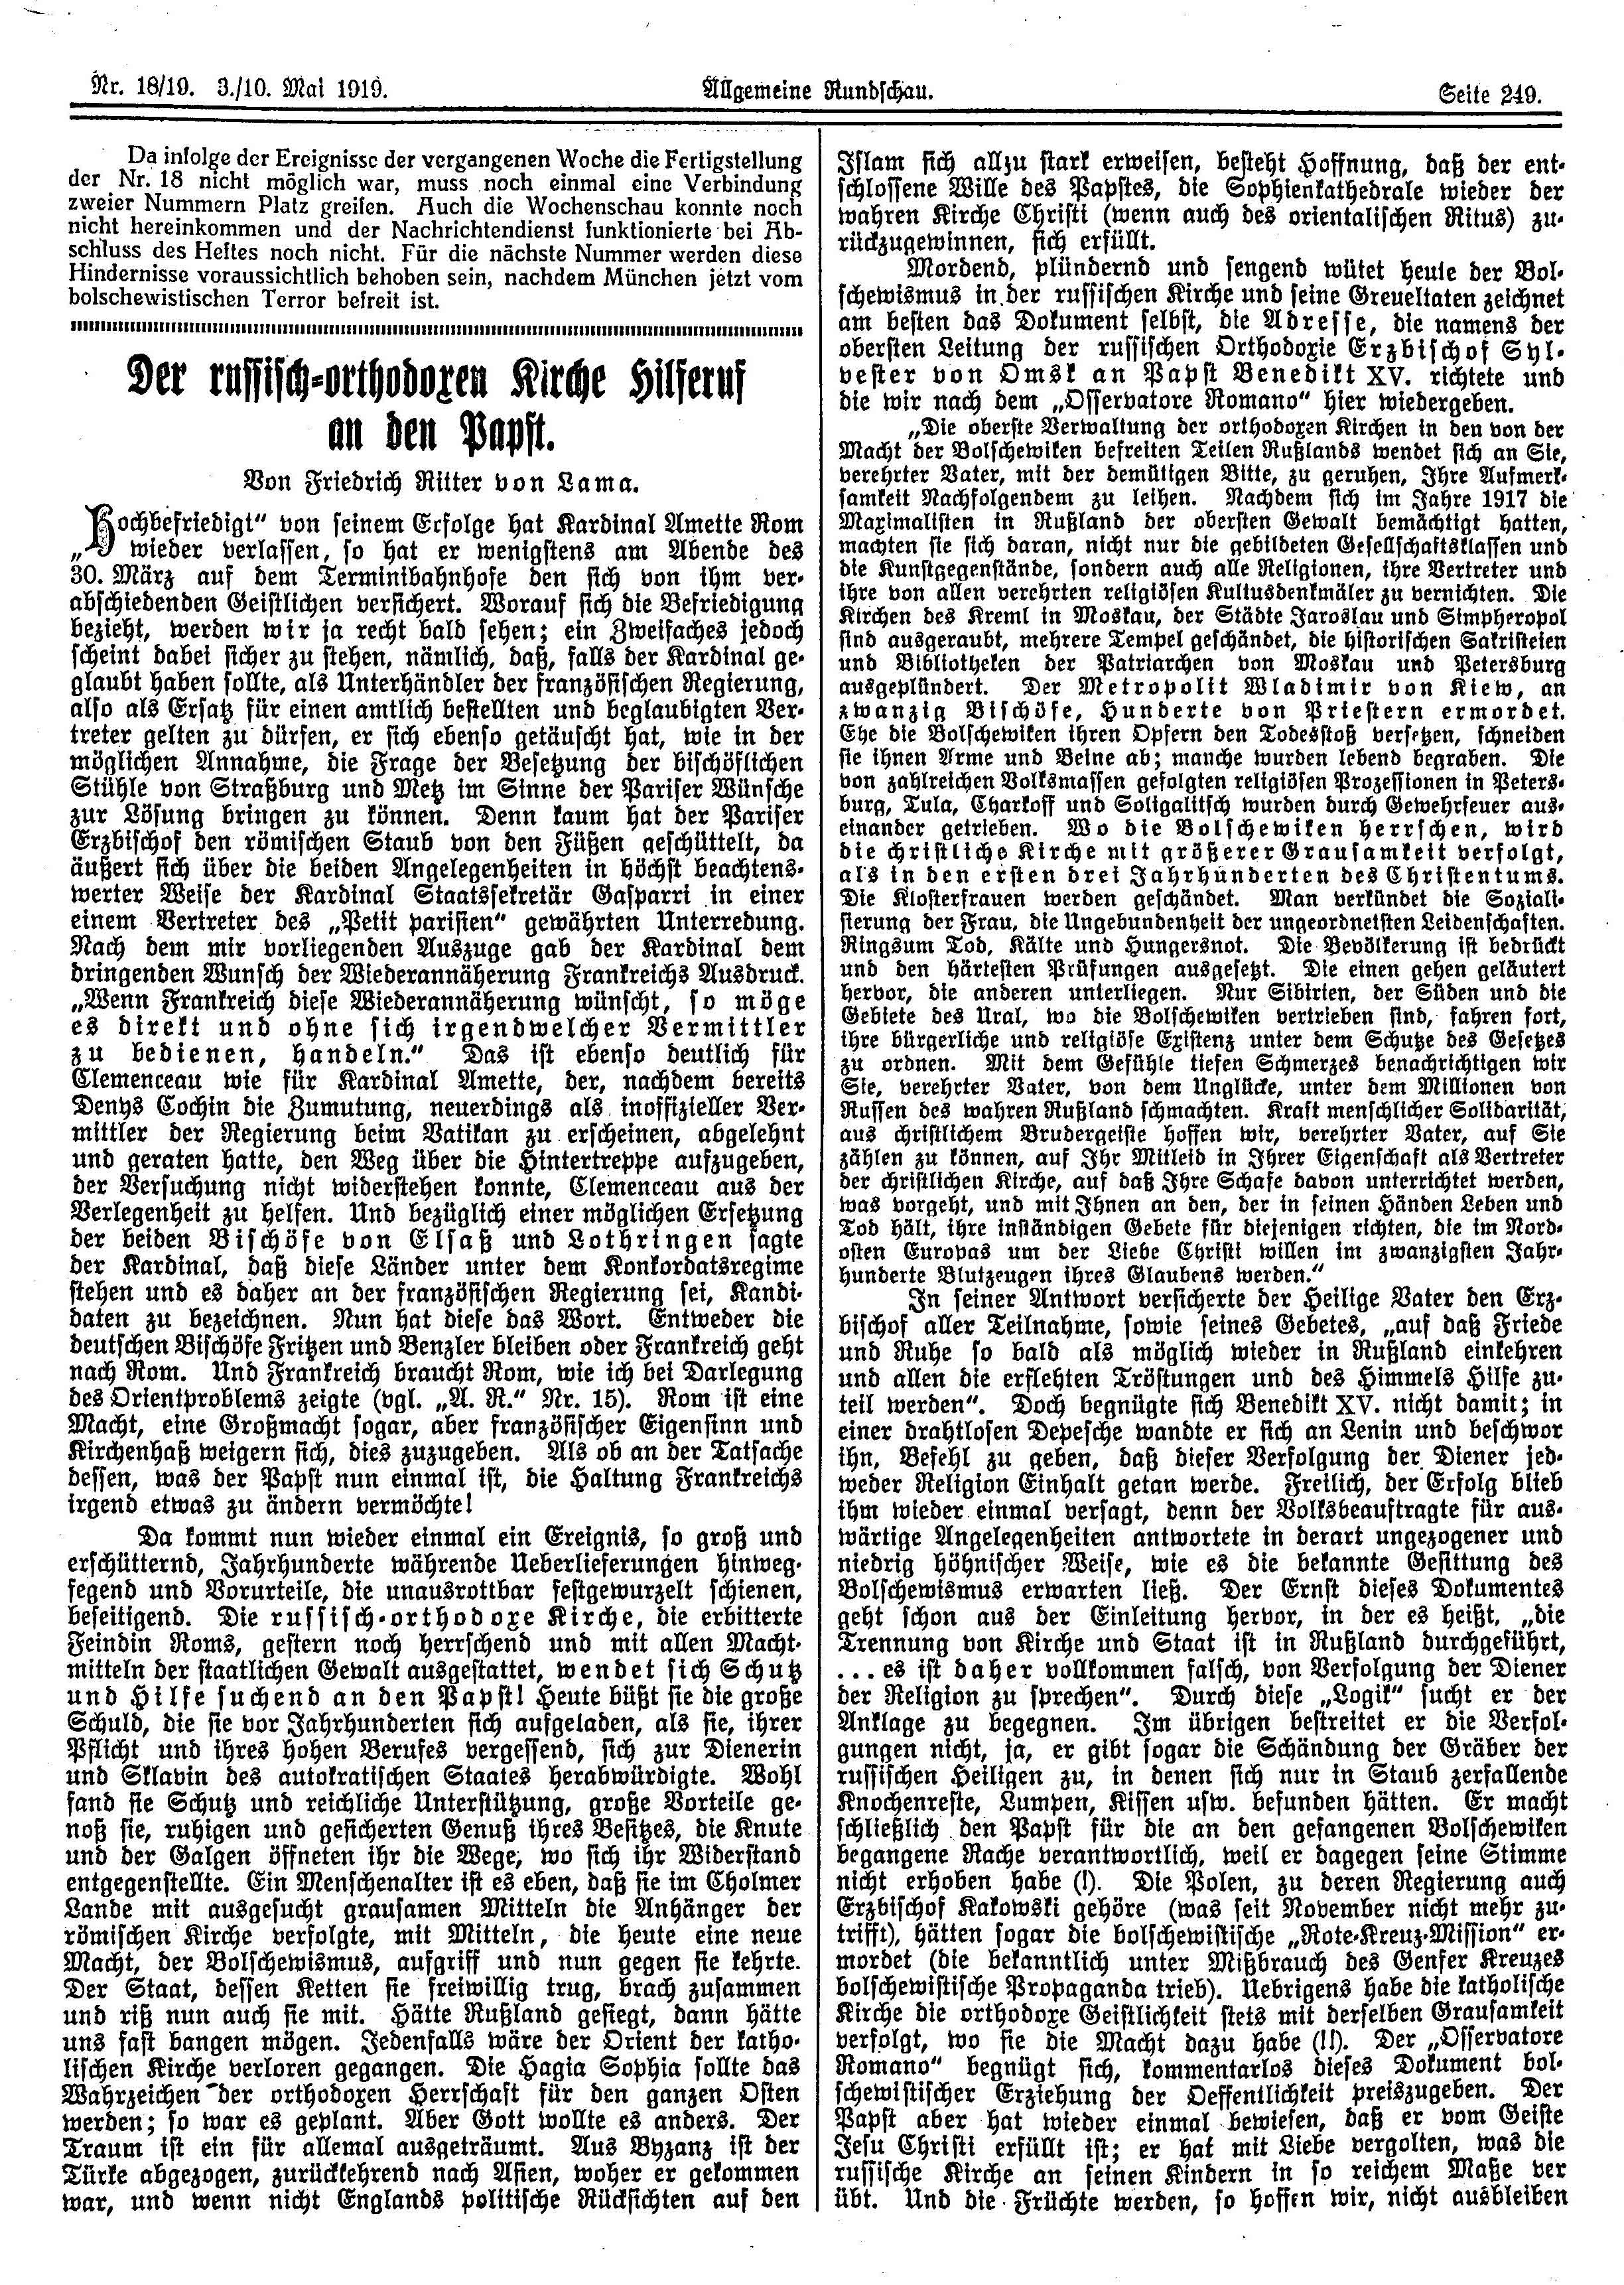 Nr. 18/19. 3./10. Mai 1919.
Allgemeine Rundschau.
Seite 249.
Da infolge der Ereignisse der vergangenen Woche die Fertigstellung
der Nr. 18 nicht möglich war, muss noch einmal eine Verbindung
zweier Nummern Platz greifen. Auch die Wochenschau konnte noch
nicht hereinkommen und der Nachrichtendienst funktionierte bei Ab-
schluss des Heftes noch nicht. Für die nächste Nummer werden diese
Hindernisse voraussichtlich behoben sein, nachdem München jetzt vom
bolschewistischen Terror befreit ist.
Der russisch-orthodoxen Kirche Hilferuf
an den Papst.
Von Friedrich Ritter von Lama.
„Hochbefriedigt“ von seinem Erfolge hat Kardinal Amette Rom
wieder verlassen, so hat er wenigstens am Abende des
30. März auf dem Terminibahnhofe den sich von ihm ver-
abschiedenden Geistlichen versichert. Worauf sich die Befriedigung
bezieht, werden wir ja recht bald sehen; ein Zweifaches jedoch
scheint dabei sicher zu stehen, nämlich, daß, falls der Kardinal ge-
glaubt haben sollte, als Unterhändler der französischen Regierung,
also als Ersatz für einen amtlich bestellten und beglaubigten Ver-
treter gelten zu dürfen, er sich ebenso getäuscht hat, wie in der
möglichen Annahme, die Frage der Besetzung der bischöflichen
Stühle von Straßburg und Metz im Sinne der Pariser Wünsche
zur Lösung bringen zu können. Denn kaum hat der Pariser
Erzbischof den römischen Staub von den Füßen geschüttelt, da
äußert sich über die beiden Angelegenheiten in höchst beachtens-
werter Weise der Kardinal Staatssekretär Gasparri in einer
einem Vertreter des „Petit parisien“ gewährten Unterredung.
Nach dem mir vorliegenden Auszuge gab der Kardinal dem
dringenden Wunsch der Wiederannäherung Frankreichs Ausdruck.
„Wenn Frankreich diese Wiederannäherung wünscht, so möge
es direkt und ohne sich irgendwelcher Vermittler
zu bedienen, handeln.“ Das ist ebenso deutlich für
Clemenceau wie für Kardinal Amette, der, nachdem bereits
Denys Cochin die Zumutung, neuerdings als inoffizieller Ver-
mittler der Regierung beim Vatikan zu erscheinen, abgelehnt
und geraten hatte, den Weg über die Hintertreppe aufzugeben,
der Versuchung nicht widerstehen konnte, Clemenceau aus der
Verlegenheit zu helfen. Und bezüglich einer möglichen Ersetzung
der beiden Bischöfe von Elsaß und Lothringen sagte
der Kardinal, daß diese Länder unter dem Konkordatsregime
stehen und es daher an der französischen Regierung sei, Kandi-
daten zu bezeichnen. Nun hat diese das Wort. Entweder die
deutschen Bischöfe Fritzen und Benzler bleiben oder Frankreich geht
nach Rom. Und Frankreich braucht Rom, wie ich bei Darlegung
des Orientproblems zeigte (vgl. „A. R.“ Nr. 15). Rom ist eine
Macht, eine Großmacht sogar, aber französischer Eigensinn und
Kirchenhaß weigern sich, dies zuzugeben. Als ob an der Tatsache
dessen, was der Papst nun einmal ist, die Haltung Frankreichs
irgend etwas zu ändern vermöchte!
Da kommt nun wieder einmal ein Ereignis, so groß und
erschütternd, Jahrhunderte währende Ueberlieferungen hinweg-
fegend und Vorurteile, die unausrottbar festgewurzelt schienen,
beseitigend. Die russisch-orthodoxe Kirche, die erbitterte
Feindin Roms, gestern noch herrschend und mit allen Macht-
mitteln der staatlichen Gewalt ausgestattet, wendet sich Schutz
und Hilfe suchend an den Papst! Heute büßt sie die große
Schuld, die sie vor Jahrhunderten sich aufgeladen, als sie, ihrer
Pflicht und ihres hohen Berufes vergessend, sich zur Dienerin
und Sklavin des autokratischen Staates herabwürdigte. Wohl
fand sie Schutz und reichliche Unterstützung, große Vorteile ge-
noß sie, ruhigen und gesicherten Genuß ihres Besitzes, die Knute
und der Galgen öffneten ihr die Wege, wo sich ihr Widerstand
entgegenstellte. Ein Menschenalter ist es eben, daß sie im Cholmer
Lande mit ausgesucht grausamen Mitteln die Anhänger der
römischen Kirche verfolgte, mit Mitteln, die heute eine neue
Macht, der Bolschewismus, aufgriff und nun gegen sie kehrte.
Der Staat, dessen Ketten sie freiwillig trug, brach zusammen
und riß nun auch sie mit. Hätte Rußland gesiegt, dann hätte
uns fast bangen mögen. Jedenfalls wäre der Orient der katho-
lischen Kirche verloren gegangen. Die Hagia Sophia sollte das
Wahrzeichen der orthodoxen Herrschaft für den ganzen Osten
werden; so war es geplant. Aber Gott wollte es anders. Der
Traum ist ein für allemal ausgeträumt. Aus Byzanz ist der
Türke abgezogen, zurückkehrend nach Asien, woher er gekommen
war, und wenn nicht Englands politische Rücksichten auf den
Islam sich allzu stark erweisen, besteht Hoffnung, daß der ent-
schlossene Wille des Papstes, die Sophienkathedrale wieder der
wahren Kirche Christi (wenn auch des orientalischen Ritus) zu-
rückzugewinnen, sich erfüllt.
Mordend, plündernd und sengend wütet heute der Bol-
schewismus in der russischen Kirche und seine Greueltaten zeichnet
am besten das Dokument selbst, die Adresse, die namens der
obersten Leitung der russischen Orthodoxie Erzbischof Syl-
vester von Omsk an Papst Benedikt XV. richtete und
die wir nach dem „Osservatore Romano“ hier wiedergeben.
„Die oberste Verwaltung der orthodoxen Kirchen in den von der
Macht der Bolschewiken befreiten Teilen Rußlands wendet sich an Sie,
verehrter Vater, mit der demütigen Bitte, zu geruhen, Ihre Aufmerk-
samkeit Nachfolgendem zu leihen. Nachdem sich im Jahre 1917 die
Maximalisten in Rußland der obersten Gewalt bemächtigt hatten,
machten sie sich daran, nicht nur die gebildeten Gesellschaftsklassen und
die Kunstgegenstände, sondern auch alle Religionen, ihre Vertreter und
ihre von allen verehrten religiösen Kultusdenkmäler zu vernichten. Die
Kirchen des Kreml in Moskau, der Städte Jaroslau und Simpheropol
sind ausgeraubt, mehrere Tempel geschändet, die historischen Sakristeien
und Bibliotheken der Patriarchen von Moskau und Petersburg
ausgeplündert. Der Metropolit Wladimir von Kiew, an
zwanzig Bischöfe, Hunderte von Priestern ermordet.
Ehe die Bolschewiken ihren Opfern den Todesstoß versetzen, schneiden
sie ihnen Arme und Beine ab; manche wurden lebend begraben. Die
von zahlreichen Volksmassen gefolgten religiösen Prozessionen in Peters-
burg, Tula, Charkoff und Soligalitsch wurden durch Gewehrfeuer aus-
einander getrieben. Wo die Bolschewiken herrschen, wird
die christliche Kirche mit größerer Grausamkeit verfolgt,
als in den ersten drei Jahrhunderten des Christentums.
Die Klosterfrauen werden geschändet. Man verkündet die Soziali-
sierung der Frau, die Ungebundenheit der ungeordneisten Leidenschaften.
Ringsum Tod, Kälte und Hungersnot. Die Bevölkerung ist bedrückt
und den härtesten Prüfungen ausgesetzt. Die einen gehen geläutert
hervor, die anderen unterliegen. Nur Sibirien, der Süden und die
Gebiete des Ural, wo die Bolschewiken vertrieben sind, fahren fort,
ihre bürgerliche und religiöse Existenz unter dem Schutze des Gesetzes
zu ordnen. Mit dem Gefühle tiefen Schmerzes benachrichtigen wir
Sie, verehrter Vater, von dem Unglücke, unter dem Millionen von
Russen des wahren Rußland schmachten. Kraft menschlicher Solidarität,
aus christlichem Brudergeiste hoffen wir, verehrter Vater, auf Sie
zählen zu können, auf Ihr Mitleid in Ihrer Eigenschaft als Vertreter
der christlichen Kirche, auf daß Ihre Schafe davon unterrichtet werden,
was vorgeht, und mit Ihnen an den, der in seinen Händen Leben und
Tod hält, ihre inständigen Gebete für diejenigen richten, die im Nord-
osten Europas um der Liebe Christi willen im zwanzigsten Jahr-
hunderte Blutzeugen ihres Glaubens werden.“
In seiner Antwort versicherte der Heilige Vater den Erz-
bischof aller Teilnahme, sowie seines Gebetes, „auf daß Friede
und Ruhe so bald als möglich wieder in Rußland einkehren
und allen die erflehten Tröstungen und des Himmels Hilfe zu-
teil werden“. Doch begnügte sich Benedikt XV. nicht damit; in
einer drahtlosen Depesche wandte er sich an Lenin und beschwor
ihn, Befehl zu geben, daß dieser Verfolgung der Diener jed-
weder Religion Einhalt getan werde. Freilich, der Erfolg blieb
ihm wieder einmal versagt, denn der Volksbeauftragte für aus-
wärtige Angelegenheiten antwortete in derart ungezogener und
niedrig höhnischer Weise, wie es die bekannte Gesittung des
Bolschewismus erwarten ließ. Der Ernst dieses Dokumentes
geht schon aus der Einleitung hervor, in der es heißt, „die
Trennung von Kirche und Staat ist in Rußland durchgeführt,
... es ist daher vollkommen falsch, von Verfolgung der Diener
der Religion zu sprechen“. Durch diese „Logik“ sucht er der
Anklage zu begegnen. Im übrigen bestreitet er die Verfol-
gungen nicht, ja, er gibt sogar die Schändung der Gräber der
russischen Heiligen zu, in denen sich nur in Staub zerfallende
Knochenreste, Lumpen, Kissen usw. befunden hätten. Er macht
schließlich den Papst für die an den gefangenen Bolschewiken
begangene Rache verantwortlich, weil er dagegen seine Stimme
nicht erhoben habe (!). Die Polen, zu deren Regierung auch
Erzbischof Kakowski gehöre (was seit November nicht mehr zu-
trifft), hätten sogar die bolschewistische „Rote-Kreuz-Mission“ er-
mordet (die bekanntlich unter Mißbrauch des Genfer Kreuzes
bolschewistische Propaganda trieb). Uebrigens habe die katholische
Kirche die orthodoxe Geistlichkeit stets mit derselben Grausamkeit
verfolgt, wo sie die Macht dazu habe (!!). Der „Osservatore
Romano“ begnügt sich, kommentarlos dieses Dokument bol-
schewistischer Erziehung der Oeffentlichkeit preiszugeben. Der
Papst aber hat wieder einmal bewiesen, daß er vom Geiste
Jesu Christi erfüllt ist; er hat mit Liebe vergolten, was die
russische Kirche an seinen Kindern in so reichem Maße ver
übt. Und die Früchte werden, so hoffen wir, nicht ausbleiben